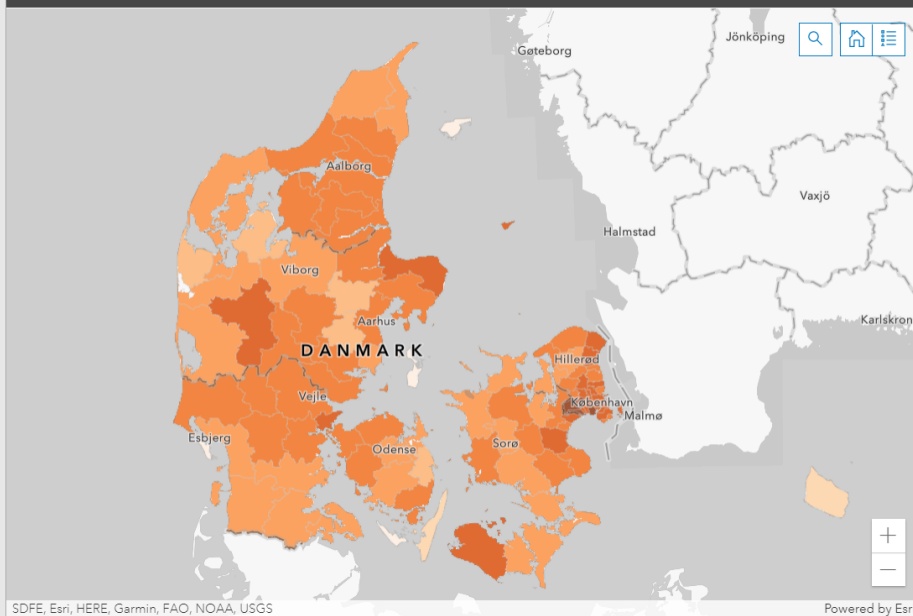 Gøteborg
Jönköping
Aalborg
Vaxjö
Halmstad
Viborg
Aarhus
Karlskron
DANMARK
Hillerød
Vejle
København
Malmø
Esbjerg
Odense
Sorø
SDFE, Esri, HERE, Garmin, FAO, NOAA, USGS
Powered by Esr